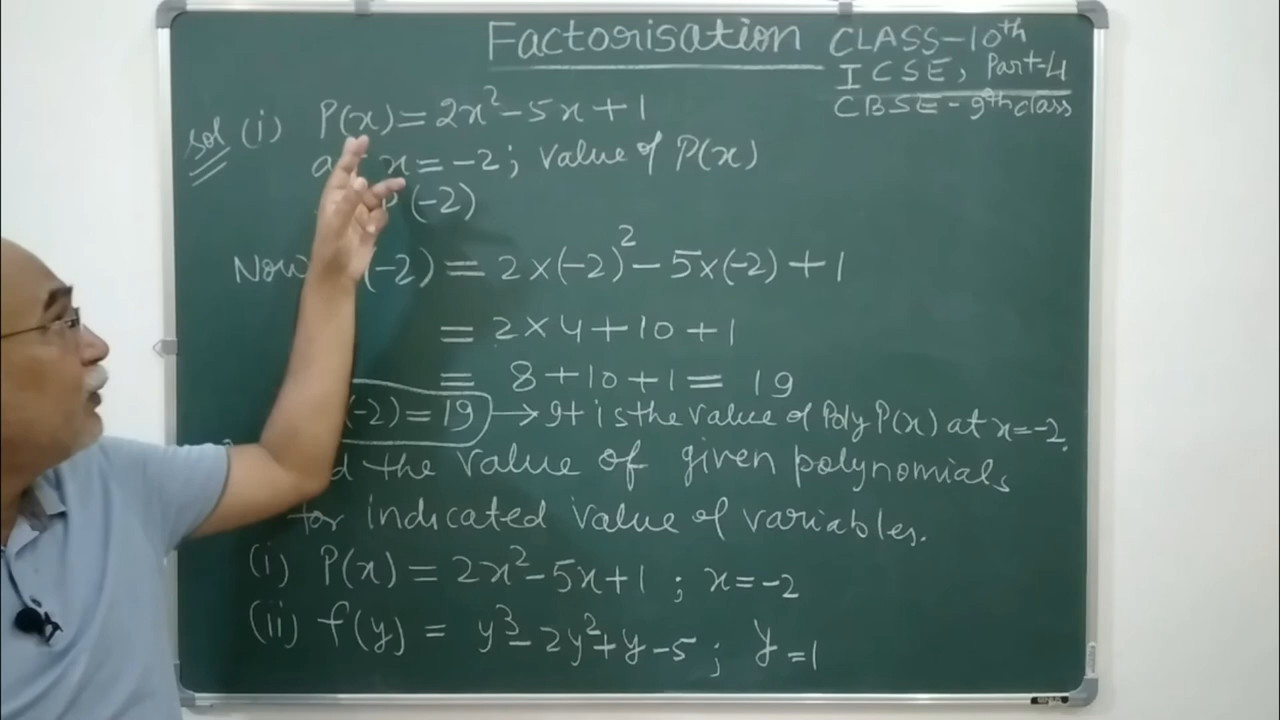 Factorisation CLASS-10th
ICSE, Part-4
CBSE - 9th class
Sol (i) P(x) = 2x² - 5x + 1
x = -2; Value of P(x)
P(-2)
Now (-2) = 2 × (-2)² - 5 × (-2) + 1
= 2 × 4 + 10 + 1
= 8 + 10 + 1 = 19
(-2) = 19 → It is the value of Poly P(x) at x = -2.
the value of given polynomials
for indicated value of variables.
(i) P(x) = 2x² - 5x + 1 ; x = -2
(ii) f(y) = y³ - 2y² + y - 5 ; y = 1